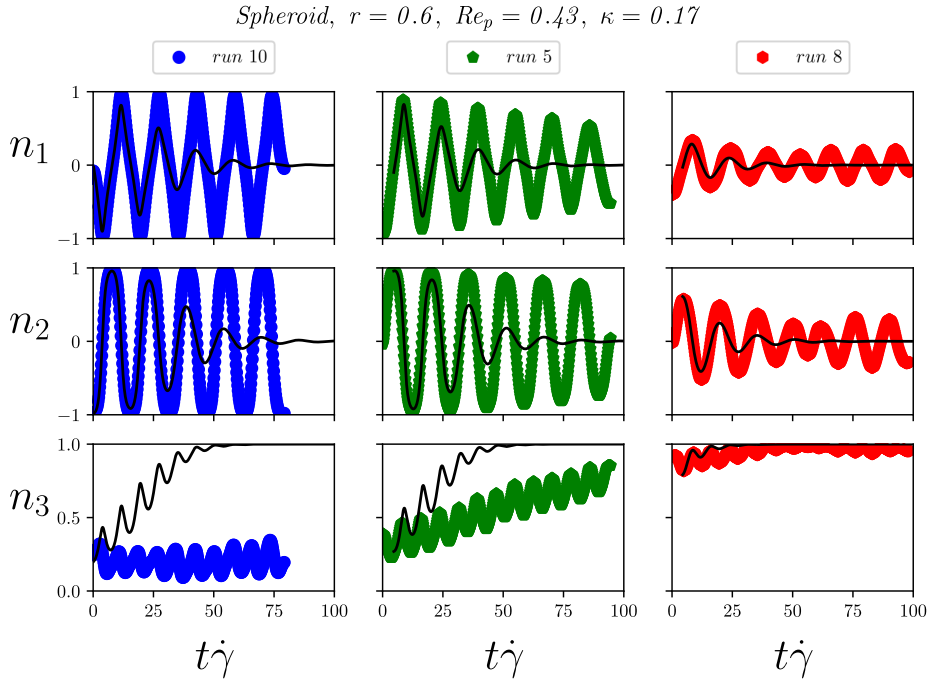 Spheroid, r = 0.6, Re_p = 0.43, κ = 0.17
run 10 run 5 run 8
1
n_1 0
−1
1
n_2 0
−1
1.0
n_3 0.5
0.0
0 25 50 75 100 0 25 50 75 100 0 25 50 75 100
tγ̇ tγ̇ tγ̇